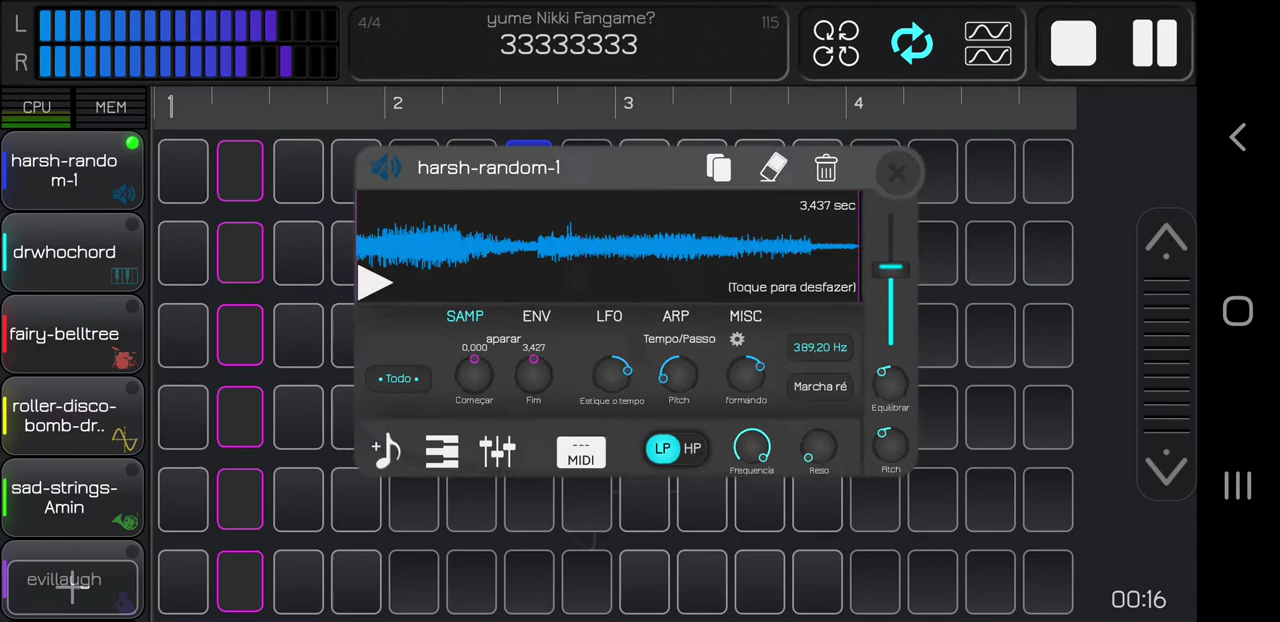 L
R
4/4
yume Nikki Fangame?
115
33333333
CPU
MEM
1
2
3
4
harsh-rando
m-1
drwhochord
fairy-belltree
roller-disco-
bomb-dr..
sad-strings-
Amin
evillaugh
harsh-random-1
3,437 sec
(Toque para desfazer)
SAMP
ENV
LFO
ARP
MISC
aparar
Tempo/Passo
0,000
3,427
389,20 Hz
• Todo •
Marcha ré
Começar
Fim
Estique o tempo
Pitch
formando
Equilibrar
---
MIDI
LP
HP
Frequencia
Reso
Pitch
00:16